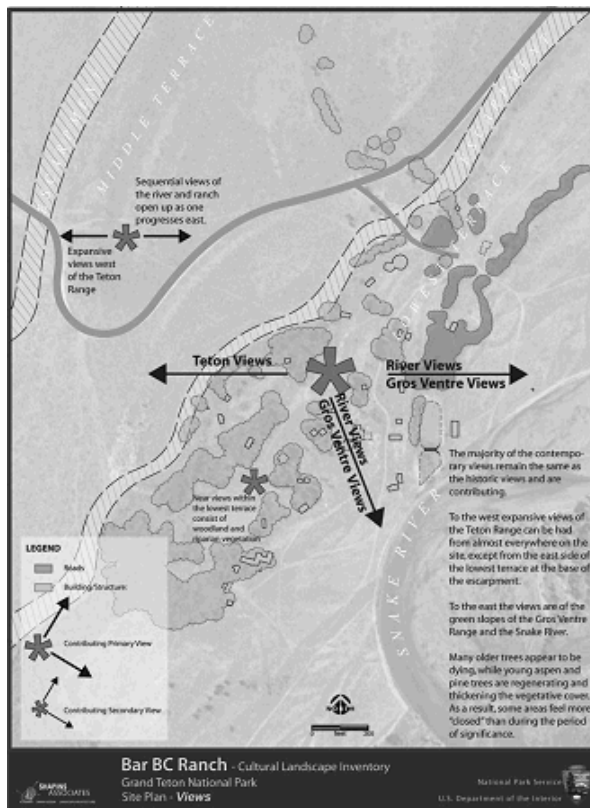 ESCARPMENT
MIDDLE TERRACE
Sequential views of
the river and ranch
open up as one
progresses east.
Expansive
views west
of the Teton
Range
LOWEST TERRACE
Teton Views
River Views
Gros Ventre Views
River Views
Gros Ventre Views
Near views within
the lowest terrace
consist of
woodland and
riparian vegetation
SNAKE RIVER
The majority of the contempo-
rary views remain the same as
the historic views and are
contributing.
To the west expansive views of
the Teton Range can be had
from almost everywhere on the
site, except from the east side of
the lowest terrace at the base of
the escarpment.
To the east the views are of the
green slopes of the Gros Ventre
Range and the Snake River.
Many older trees appear to be
dying, while young aspen and
pine trees are regenerating and
thickening the vegetative cover.
As a result, some areas feel more
"closed" than during the period
of significance.
LEGEND
Roads
Building/Structure
Contributing Primary View
Contributing Secondary View
NORTH
0 feet 200
Bar BC Ranch - Cultural Landscape Inventory
Grand Teton National Park
Site Plan - Views
SHAPINS
ASSOCIATES
National Park Service
U.S. Department of the Interior